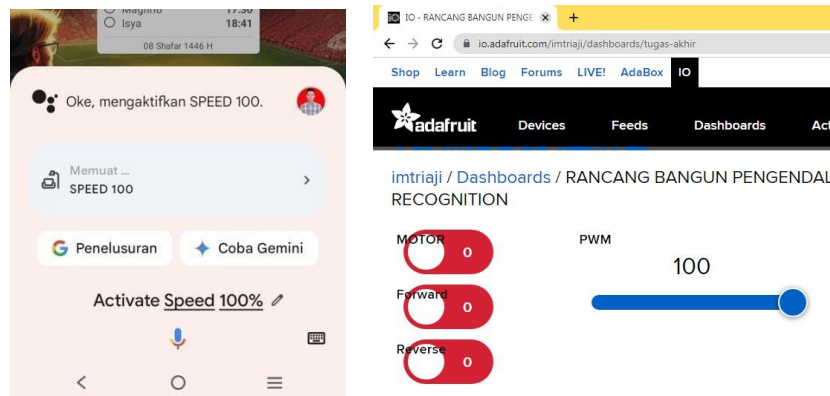 Maghrib 17:30
Isya 18:41
08 Shafar 1446 H
Oke, mengaktifkan SPEED 100.
Memuat ...
SPEED 100
Penelusuran
Coba Gemini
Activate Speed 100%
IO - RANCANG BANGUN PENGE
io.adafruit.com/imtriaji/dashboards/tugas-akhir
Shop Learn Blog Forums LIVE! AdaBox IO
adafruit Devices Feeds Dashboards Act
imtriaji / Dashboards / RANCANG BANGUN PENGENDAL
RECOGNITION
MOTOR 0
PWM
100
Forward 0
Reverse 0